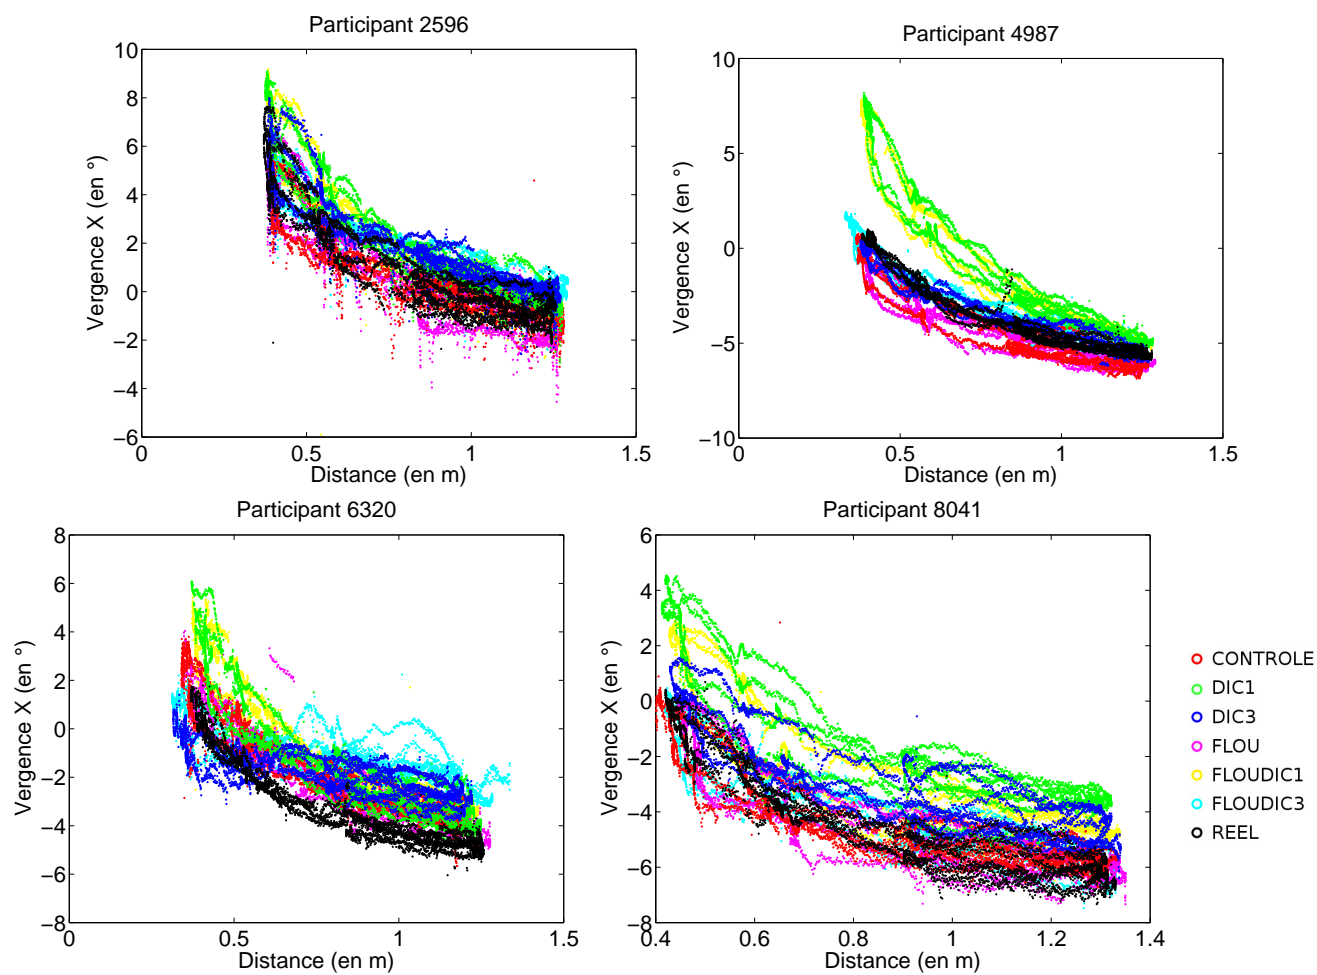 Participant 2596
10
8
6
4
2
0
−2
−4
−6
0
0.5
1
1.5
Vergence X (en °)
Distance (en m)
Participant 4987
10
5
0
−5
−10
0
0.5
1
1.5
Vergence X (en °)
Distance (en m)
Participant 6320
8
6
4
2
0
−2
−4
−6
−8
0
0.5
1
1.5
Vergence X (en °)
Distance (en m)
Participant 8041
6
4
2
0
−2
−4
−6
−8
0.4
0.6
0.8
1
1.2
1.4
Vergence X (en °)
Distance (en m)
CONTROLE
DIC1
DIC3
FLOU
FLOUDIC1
FLOUDIC3
REEL